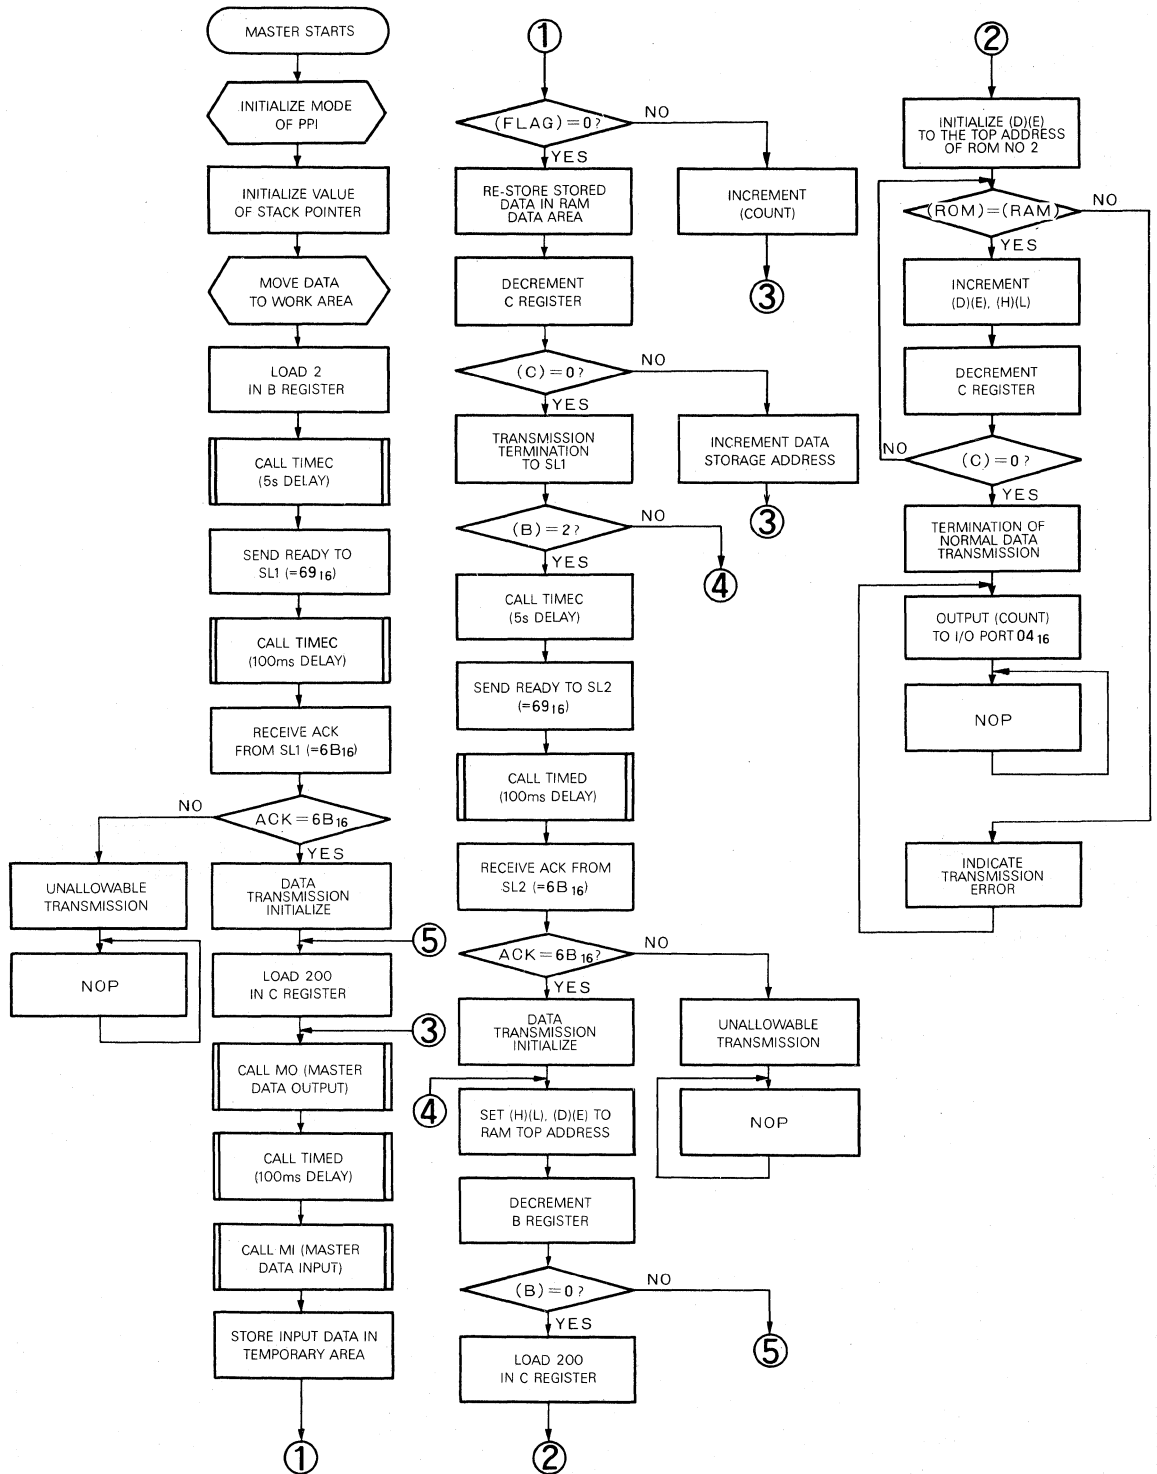 MASTER STARTS
INITIALIZE MODE
OF PPI
INITIALIZE VALUE
OF STACK POINTER
MOVE DATA
TO WORK AREA
LOAD 2
IN B REGISTER
CALL TIMEC
(5s DELAY)
SEND READY TO
SL1 (=69₁₆)
CALL TIMEC
(100ms DELAY)
RECEIVE ACK
FROM SL1 (=6B₁₆)
NO
ACK=6B₁₆
YES
UNALLOWABLE
TRANSMISSION
NOP
DATA
TRANSMISSION
INITIALIZE
5
LOAD 200
IN C REGISTER
3
CALL MO (MASTER
DATA OUTPUT)
CALL TIMED
(100ms DELAY)
CALL MI (MASTER
DATA INPUT)
STORE INPUT DATA IN
TEMPORARY AREA
1
1
(FLAG)=0?
NO
YES
RE-STORE STORED
DATA IN RAM
DATA AREA
INCREMENT
(COUNT)
3
DECREMENT
C REGISTER
(C)=0?
NO
YES
TRANSMISSION
TERMINATION
TO SL1
INCREMENT DATA
STORAGE ADDRESS
3
(B)=2?
NO
YES
4
CALL TIMEC
(5s DELAY)
SEND READY TO SL2
(=69₁₆)
CALL TIMED
(100ms DELAY)
RECEIVE ACK FROM
SL2 (=6B₁₆)
ACK=6B₁₆?
NO
YES
DATA
TRANSMISSION
INITIALIZE
UNALLOWABLE
TRANSMISSION
NOP
4
SET (H)(L), (D)(E) TO
RAM TOP ADDRESS
DECREMENT
B REGISTER
(B)=0?
NO
YES
5
LOAD 200
IN C REGISTER
2
2
INITIALIZE (D)(E)
TO THE TOP ADDRESS
OF ROM NO 2
(ROM)=(RAM)
NO
YES
INCREMENT
(D)(E), (H)(L)
DECREMENT
C REGISTER
NO
(C)=0?
YES
TERMINATION OF
NORMAL DATA
TRANSMISSION
OUTPUT (COUNT)
TO I/O PORT 04₁₆
NOP
INDICATE
TRANSMISSION
ERROR